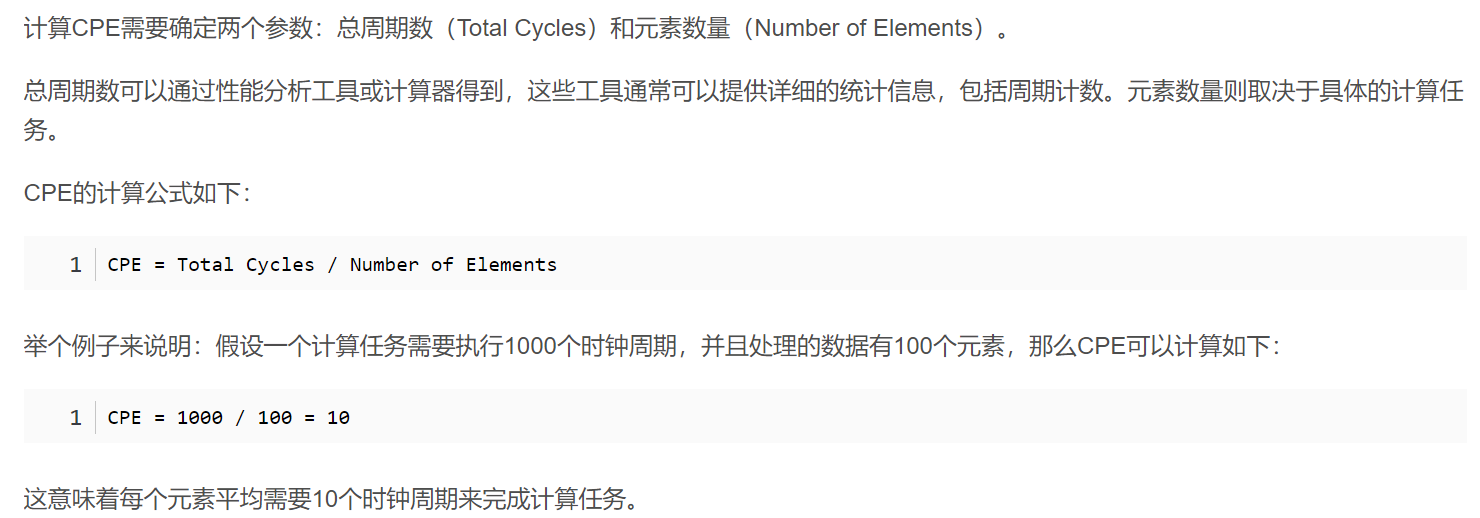 计算CPE需要确定两个参数：总周期数（Total Cycles）和元素数量（Number of Elements）。
总周期数可以通过性能分析工具或计算器得到，这些工具通常可以提供详细的统计信息，包括周期计数。元素数量则取决于具体的计算任
务。
CPE的计算公式如下：
1 CPE = Total Cycles / Number of Elements
举个例子来说明：假设一个计算任务需要执行1000个时钟周期，并且处理的数据有100个元素，那么CPE可以计算如下：
1 CPE = 1000 / 100 = 10
这意味着每个元素平均需要10个时钟周期来完成计算任务。